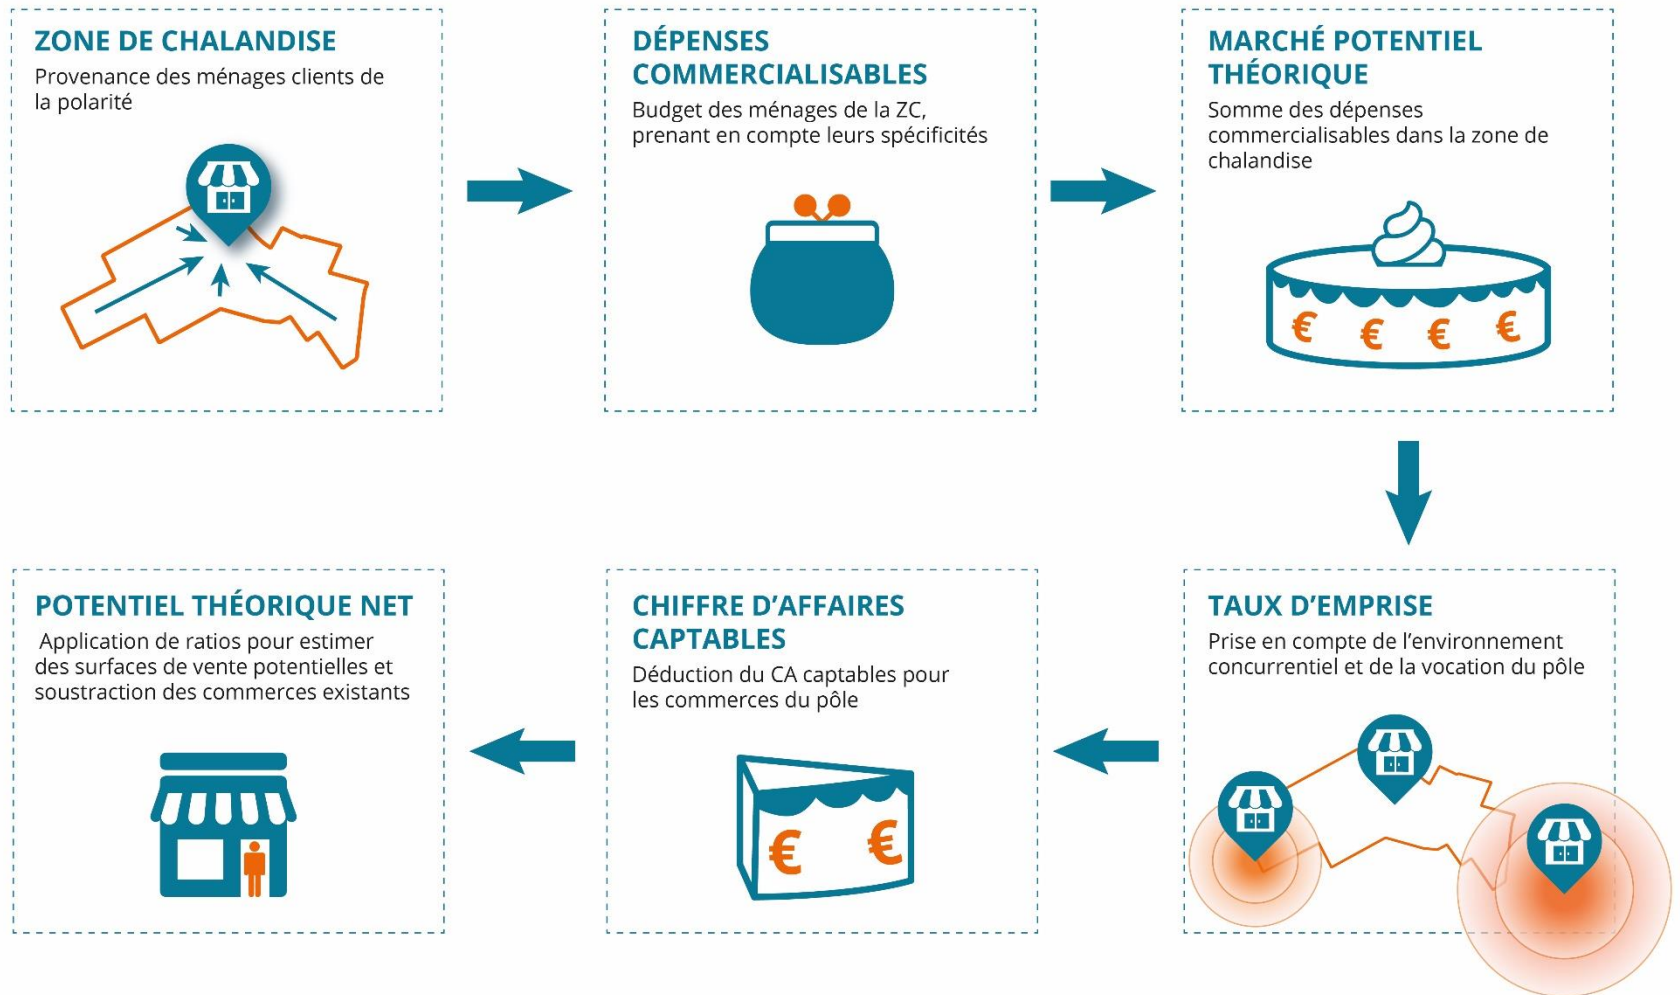 ZONE DE CHALANDISE
Provenance des ménages clients de
la polarité
DÉPENSES
COMMERCIALISABLES
Budget des ménages de la ZC,
prenant en compte leurs spécificités
MARCHÉ POTENTIEL
THÉORIQUE
Somme des dépenses
commercialisables dans la zone de
chalandise
€ € € €
TAUX D'EMPRISE
Prise en compte de l'environnement
concurrentiel et de la vocation du pôle
CHIFFRE D'AFFAIRES
CAPTABLES
Déduction du CA captables pour
les commerces du pôle
€ €
POTENTIEL THÉORIQUE NET
Application de ratios pour estimer
des surfaces de vente potentielles et
soustraction des commerces existants